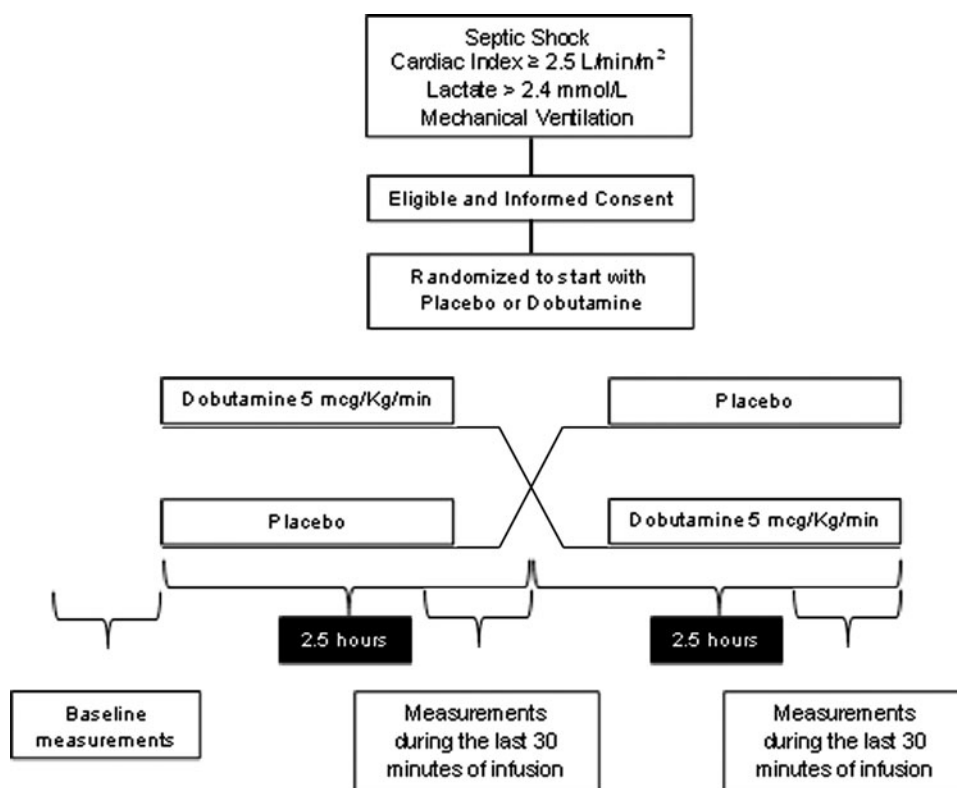 Septic Shock
Cardiac Index ≥ 2.5 L/min/m²
Lactate > 2.4 mmol/L
Mechanical Ventilation
Eligible and Informed Consent
Randomized to start with
Placebo or Dobutamine
Dobutamine 5 mcg/Kg/min
Placebo
Placebo
Dobutamine 5 mcg/Kg/min
2.5 hours
2.5 hours
Baseline
measurements
Measurements
during the last 30
minutes of infusion
Measurements
during the last 30
minutes of infusion